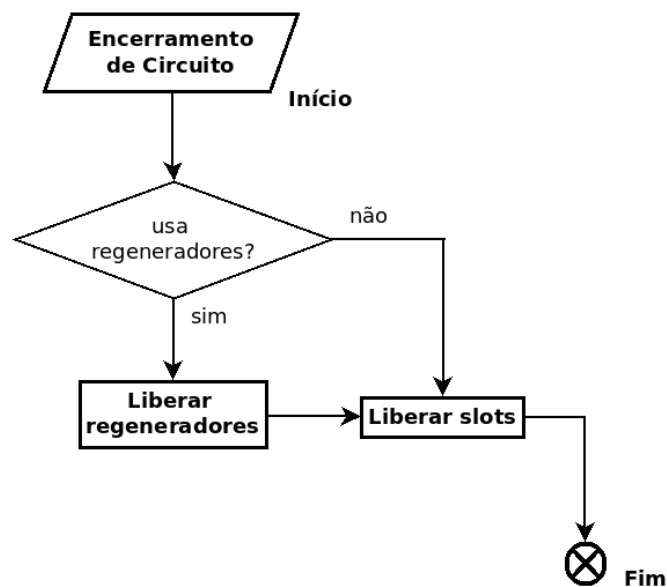 Encerramento
de Circuito
Início
usa
regeneradores?
não
sim
Liberar
regeneradores
Liberar slots
Fim